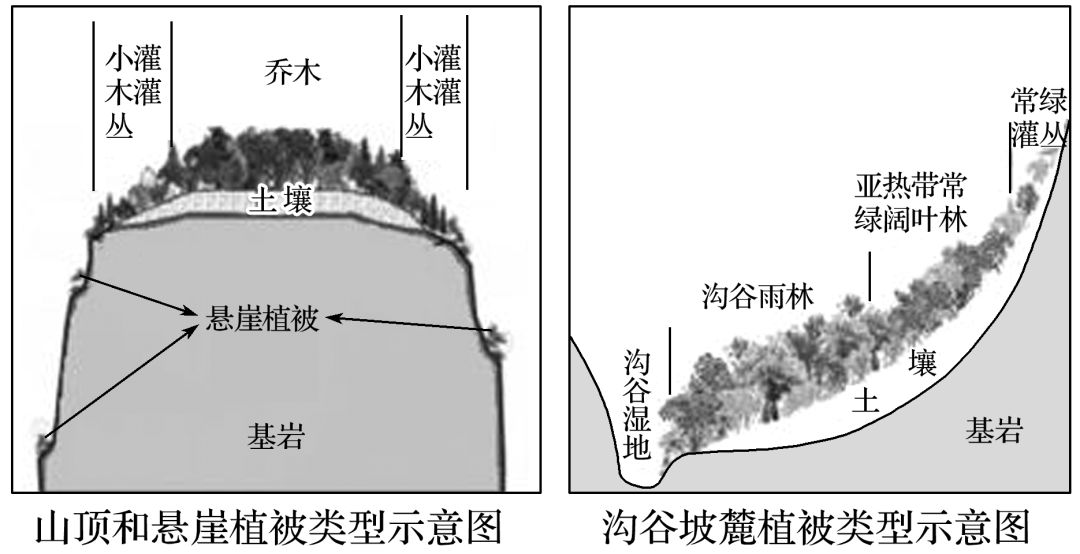 小灌
木灌
丛
乔木
小灌
木灌
丛
土壤
悬崖植被
基岩
山顶和悬崖植被类型示意图
常绿
灌丛
亚热带常
绿阔叶林
沟谷雨林
沟谷湿地
土壤
基岩
沟谷坡麓植被类型示意图